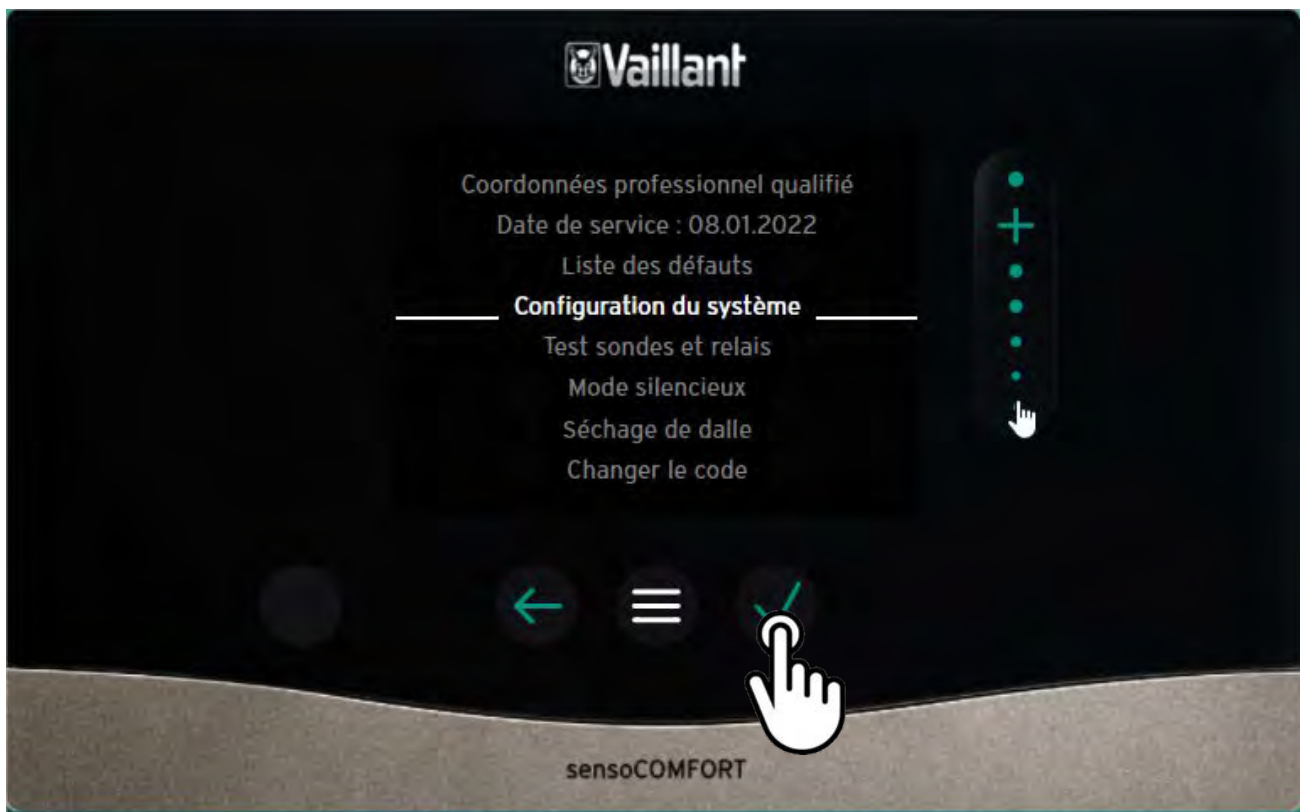 Vaillant
Coordonnées professionnel qualifié
Date de service : 08.01.2022
Liste des défauts
Configuration du système
Test sondes et relais
Mode silencieux
Séchage de dalle
Changer le code
sensoCOMFORT